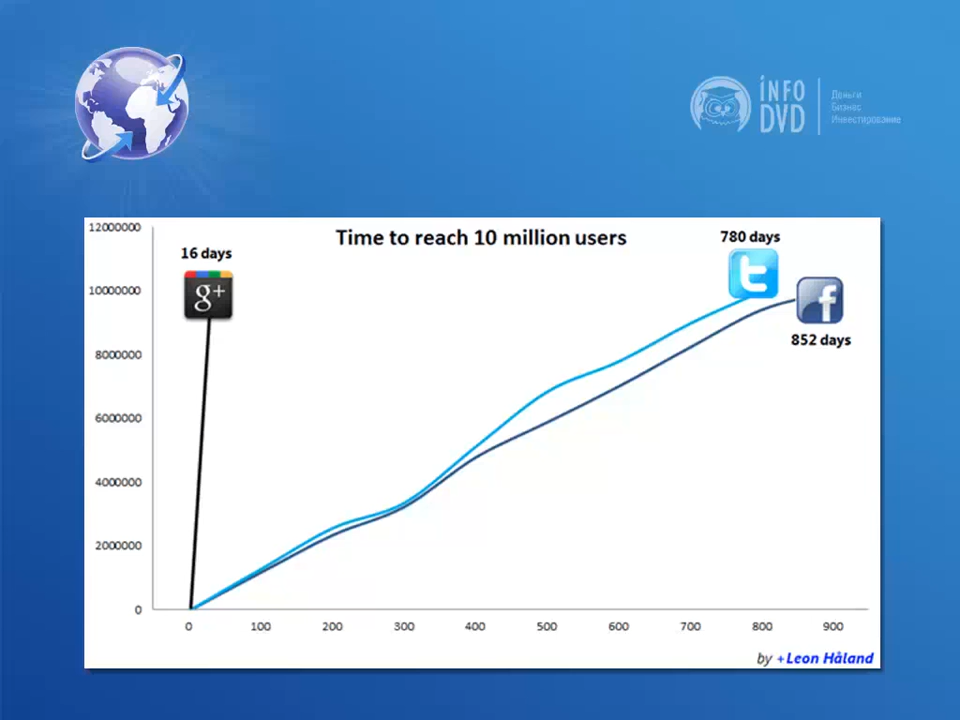 iNFO
DVD
Деньги
Бизнес
Инвестирование
Time to reach 10 million users
16 days
780 days
852 days
g+
t
f
12000000
10000000
8000000
6000000
4000000
2000000
0
0 100 200 300 400 500 600 700 800 900
by +Leon Håland